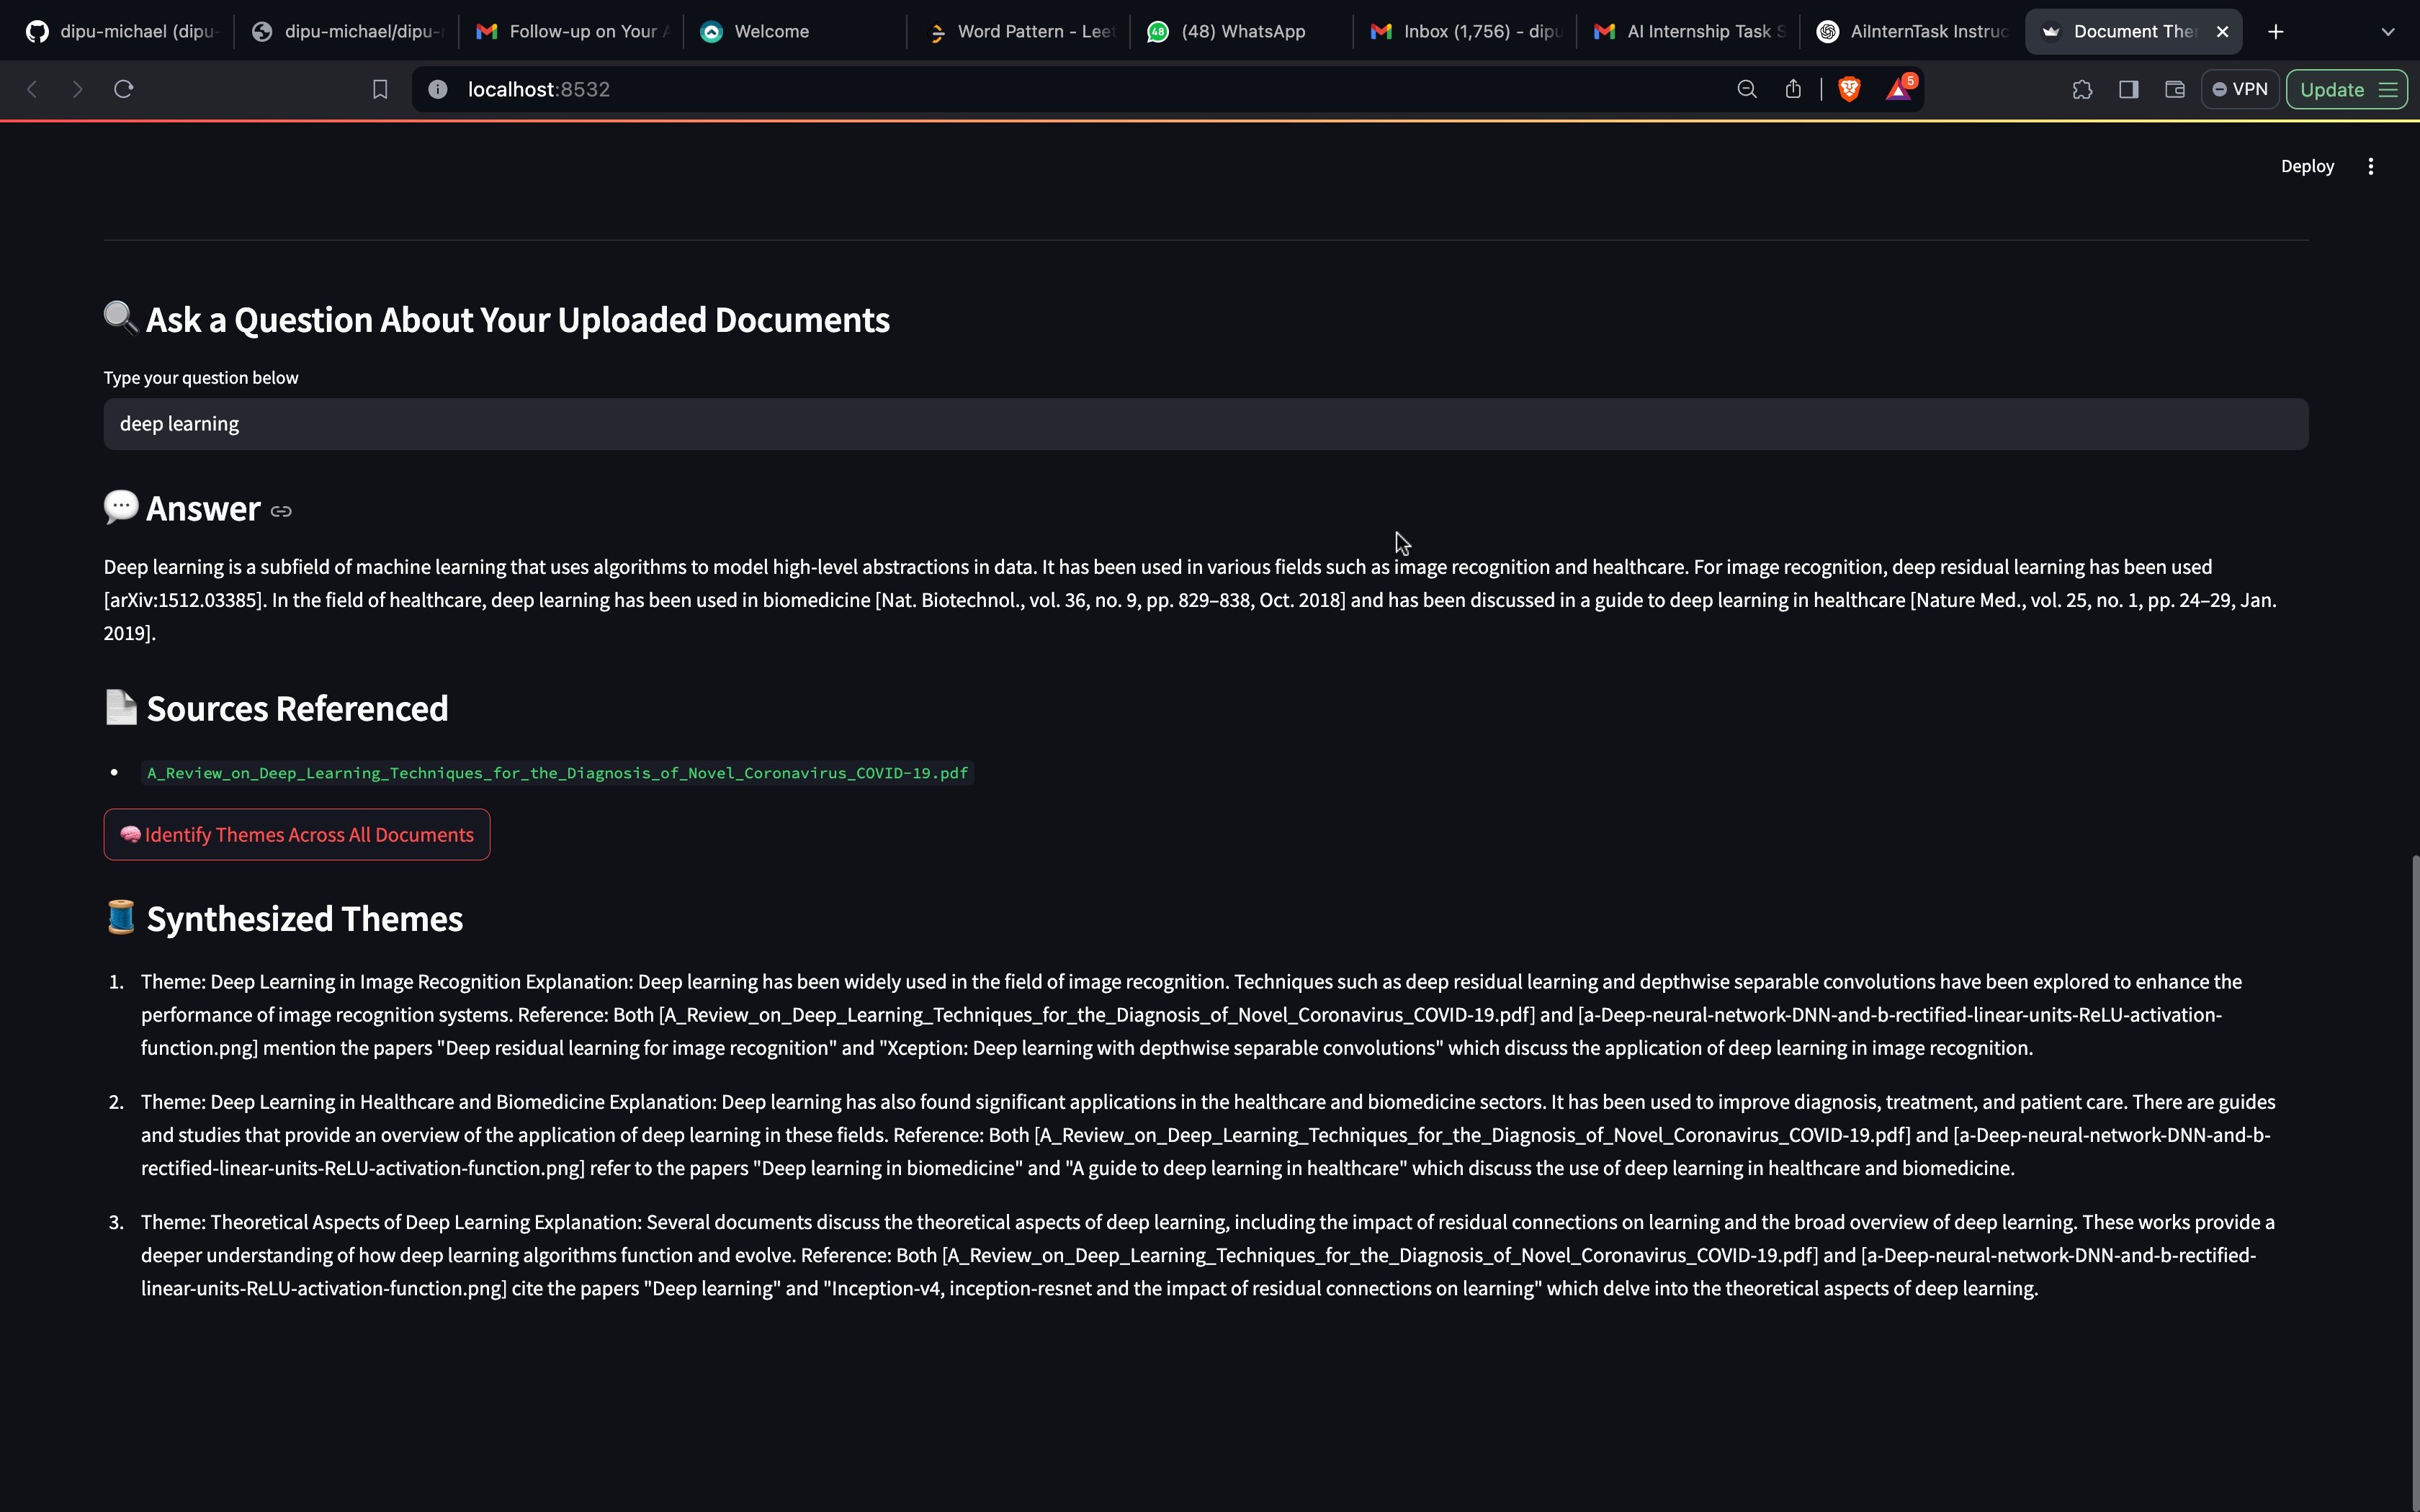 dipu-michael (dipu-
dipu-michael/dipu-
Follow-up on Your
Welcome
Word Pattern - Leet
48
(48) WhatsApp
Inbox (1,756) - dipu
AI Internship Task S
AiInternTask Instruc
Document The
localhost:8532
5
VPN
Update
Deploy
Ask a Question About Your Uploaded Documents
Type your question below
deep learning
Answer
Deep learning is a subfield of machine learning that uses algorithms to model high-level abstractions in data. It has been used in various fields such as image recognition and healthcare. For image recognition, deep residual learning has been used
[arXiv:1512.03385]. In the field of healthcare, deep learning has been used in biomedicine [Nat. Biotechnol., vol. 36, no. 9, pp. 829–838, Oct. 2018] and has been discussed in a guide to deep learning in healthcare [Nature Med., vol. 25, no. 1, pp. 24–29, Jan.
2019].
Sources Referenced
• A_Review_on_Deep_Learning_Techniques_for_the_Diagnosis_of_Novel_Coronavirus_COVID-19.pdf
Identify Themes Across All Documents
Synthesized Themes
1. Theme: Deep Learning in Image Recognition Explanation: Deep learning has been widely used in the field of image recognition. Techniques such as deep residual learning and depthwise separable convolutions have been explored to enhance the
performance of image recognition systems. Reference: Both [A_Review_on_Deep_Learning_Techniques_for_the_Diagnosis_of_Novel_Coronavirus_COVID-19.pdf] and [a-Deep-neural-network-DNN-and-b-rectified-linear-units-ReLU-activation-
function.png] mention the papers "Deep residual learning for image recognition" and "Xception: Deep learning with depthwise separable convolutions" which discuss the application of deep learning in image recognition.
2. Theme: Deep Learning in Healthcare and Biomedicine Explanation: Deep learning has also found significant applications in the healthcare and biomedicine sectors. It has been used to improve diagnosis, treatment, and patient care. There are guides
and studies that provide an overview of the application of deep learning in these fields. Reference: Both [A_Review_on_Deep_Learning_Techniques_for_the_Diagnosis_of_Novel_Coronavirus_COVID-19.pdf] and [a-Deep-neural-network-DNN-and-b-
rectified-linear-units-ReLU-activation-function.png] refer to the papers "Deep learning in biomedicine" and "A guide to deep learning in healthcare" which discuss the use of deep learning in healthcare and biomedicine.
3. Theme: Theoretical Aspects of Deep Learning Explanation: Several documents discuss the theoretical aspects of deep learning, including the impact of residual connections on learning and the broad overview of deep learning. These works provide a
deeper understanding of how deep learning algorithms function and evolve. Reference: Both [A_Review_on_Deep_Learning_Techniques_for_the_Diagnosis_of_Novel_Coronavirus_COVID-19.pdf] and [a-Deep-neural-network-DNN-and-b-rectified-
linear-units-ReLU-activation-function.png] cite the papers "Deep learning" and "Inception-v4, inception-resnet and the impact of residual connections on learning" which delve into the theoretical aspects of deep learning.